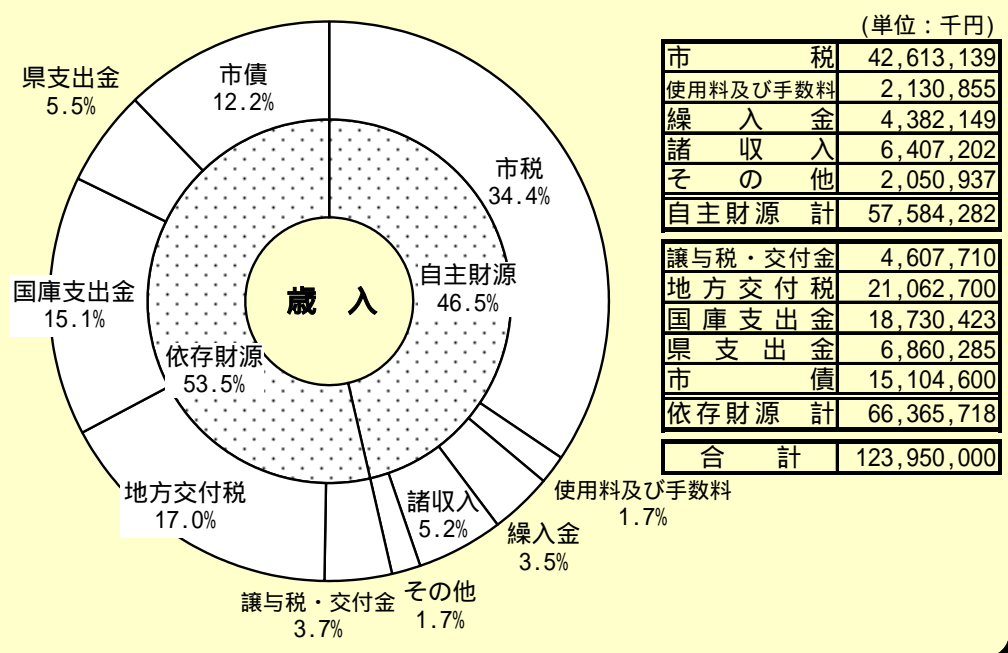 県支出金
5.5%
市債
12.2%
市税
34.4%
国庫支出金
15.1%
自主財源
46.5%
歳 入
依存財源
53.5%
地方交付税
17.0%
諸収入
5.2%
使用料及び手数料
1.7%
繰入金
3.5%
その他
1.7%
譲与税・交付金
3.7%
(単位：千円)
市 税 42,613,139
使用料及び手数料 2,130,855
繰 入 金 4,382,149
諸 収 入 6,407,202
そ の 他 2,050,937
自主財源 計 57,584,282
譲与税・交付金 4,607,710
地方交付税 21,062,700
国庫支出金 18,730,423
県支出金 6,860,285
市 債 15,104,600
依存財源 計 66,365,718
合 計 123,950,000